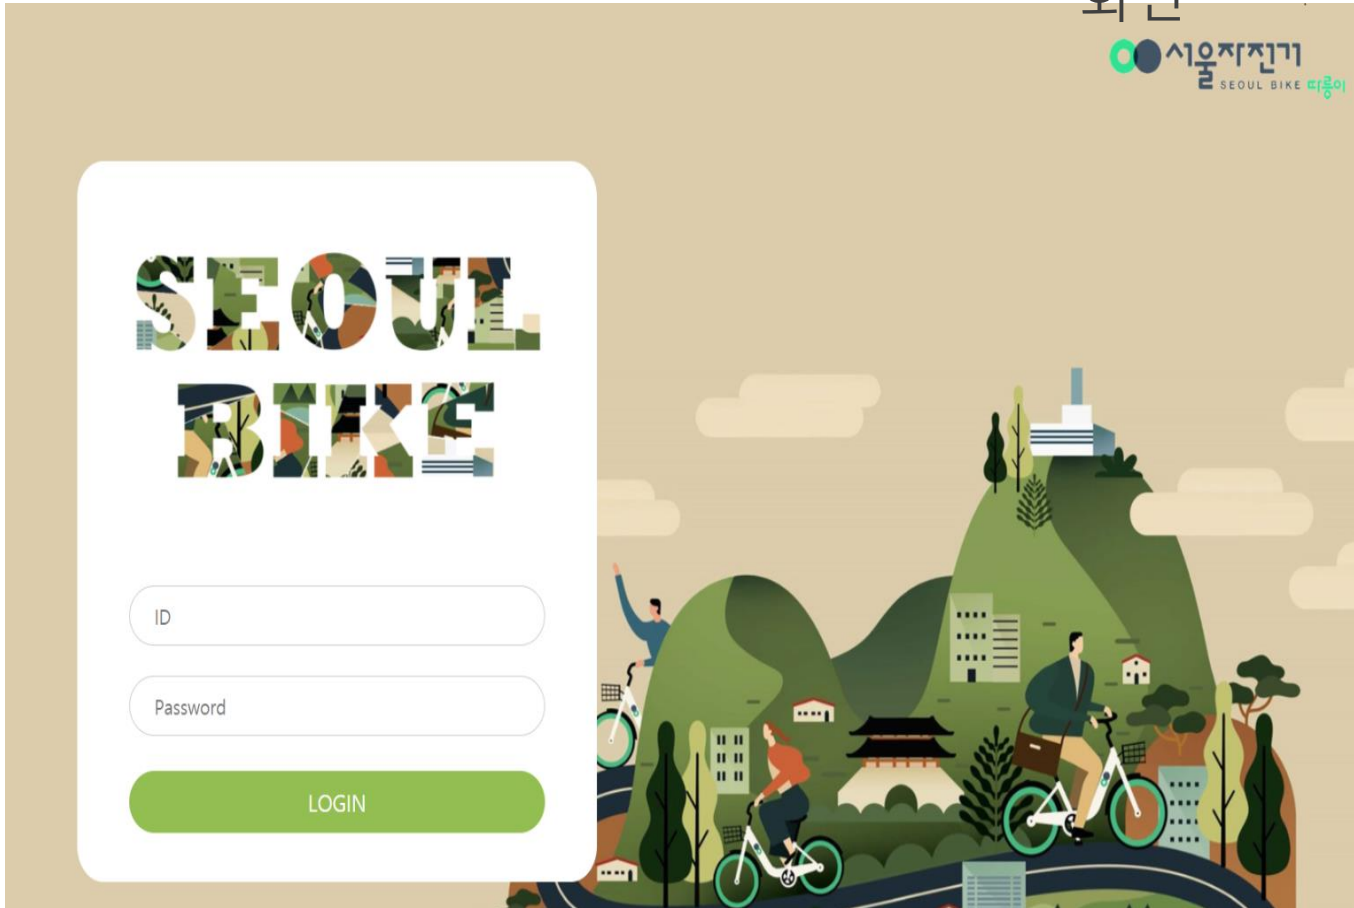 서울자전거
SEOUL BIKE 따릉이
SEOUL
BIKE
ID
Password
LOGIN